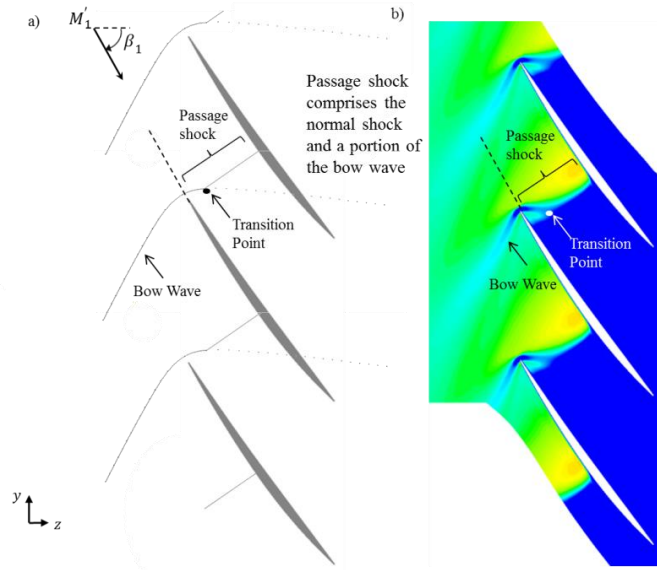 a)
M′₁
β₁
Passage
shock
Transition
Point
Bow Wave
y
z
Passage shock
comprises the
normal shock
and a portion of
the bow wave
b)
Passage
shock
Transition
Point
Bow Wave